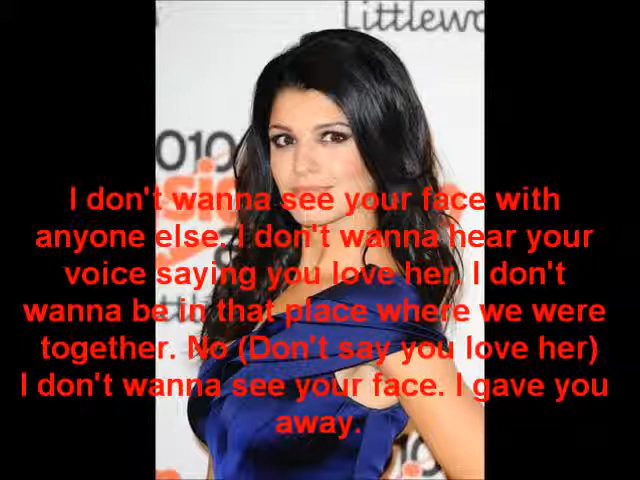 Littlewo
010
I don't wanna see your face with
anyone else. I don't wanna hear your
voice saying you love her. I don't
wanna be in that place where we were
together. No (Don't say you love her)
I don't wanna see your face. I gave you
away.